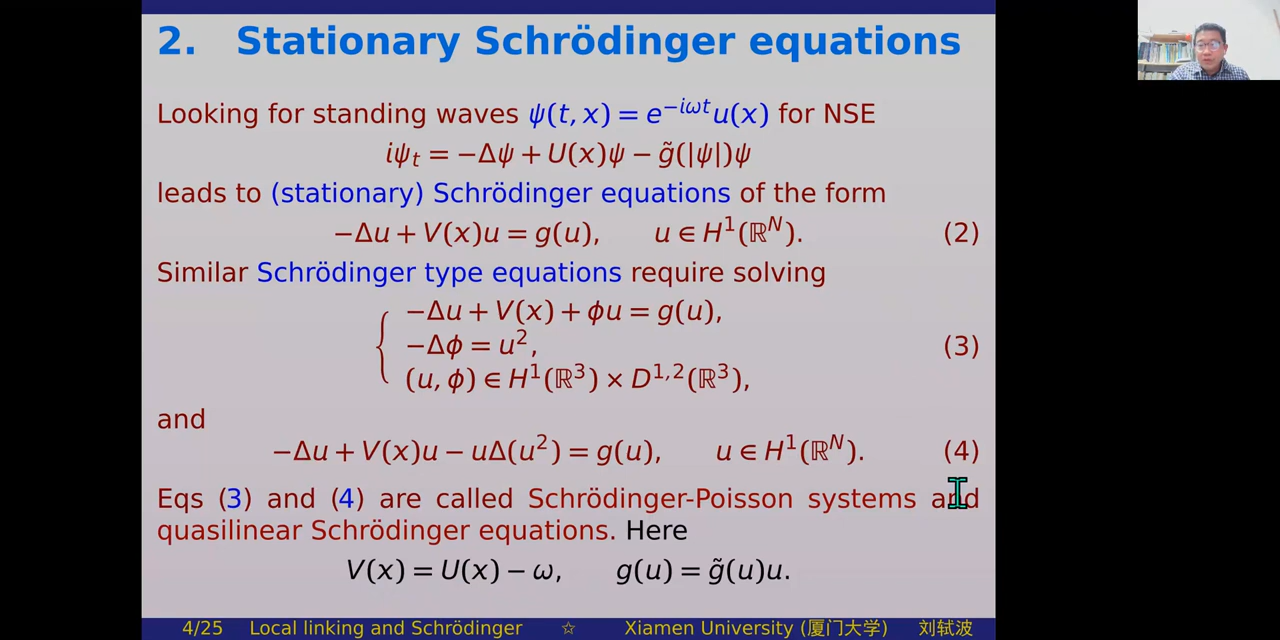 2. Stationary Schrödinger equations
Looking for standing waves ψ(t, x) = e^{−iωt}u(x) for NSE
iψ_t = −Δψ + U(x)ψ − g̃(|ψ|)ψ
leads to (stationary) Schrödinger equations of the form
−Δu + V(x)u = g(u), u ∈ H^1(ℝ^N). (2)
Similar Schrödinger type equations require solving
−Δu + V(x) + ϕu = g(u),
−Δϕ = u^2, (3)
(u, ϕ) ∈ H^1(ℝ^3) × D^{1,2}(ℝ^3),
and
−Δu + V(x)u − uΔ(u^2) = g(u), u ∈ H^1(ℝ^N). (4)
Eqs (3) and (4) are called Schrödinger-Poisson systems and
quasilinear Schrödinger equations. Here
V(x) = U(x) − ω, g(u) = g̃(u)u.
4/25 Local linking and Schrödinger ☆ Xiamen University (厦门大学) 刘轼波